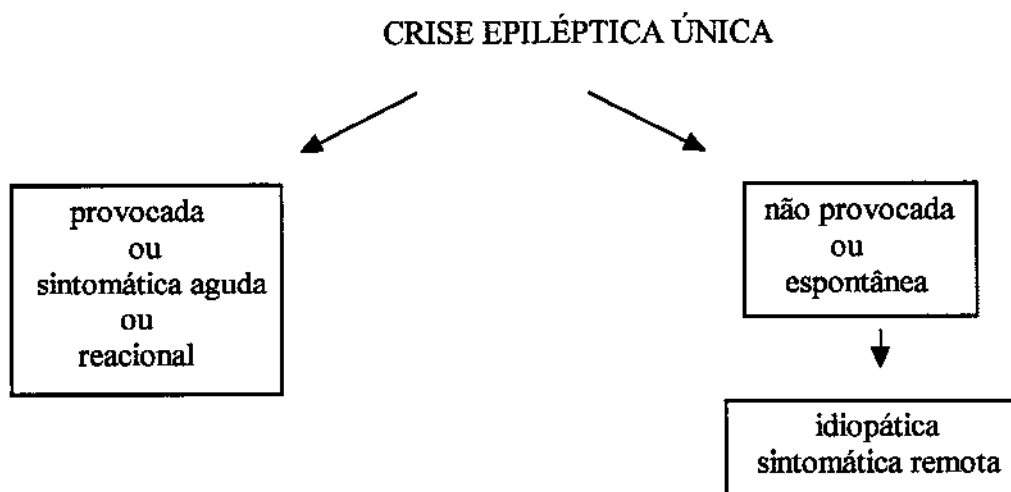 CRISE EPILÉPTICA ÚNICA
provocada
ou
sintomática aguda
ou
reacional
não provocada
ou
espontânea
idiopática
sintomática remota